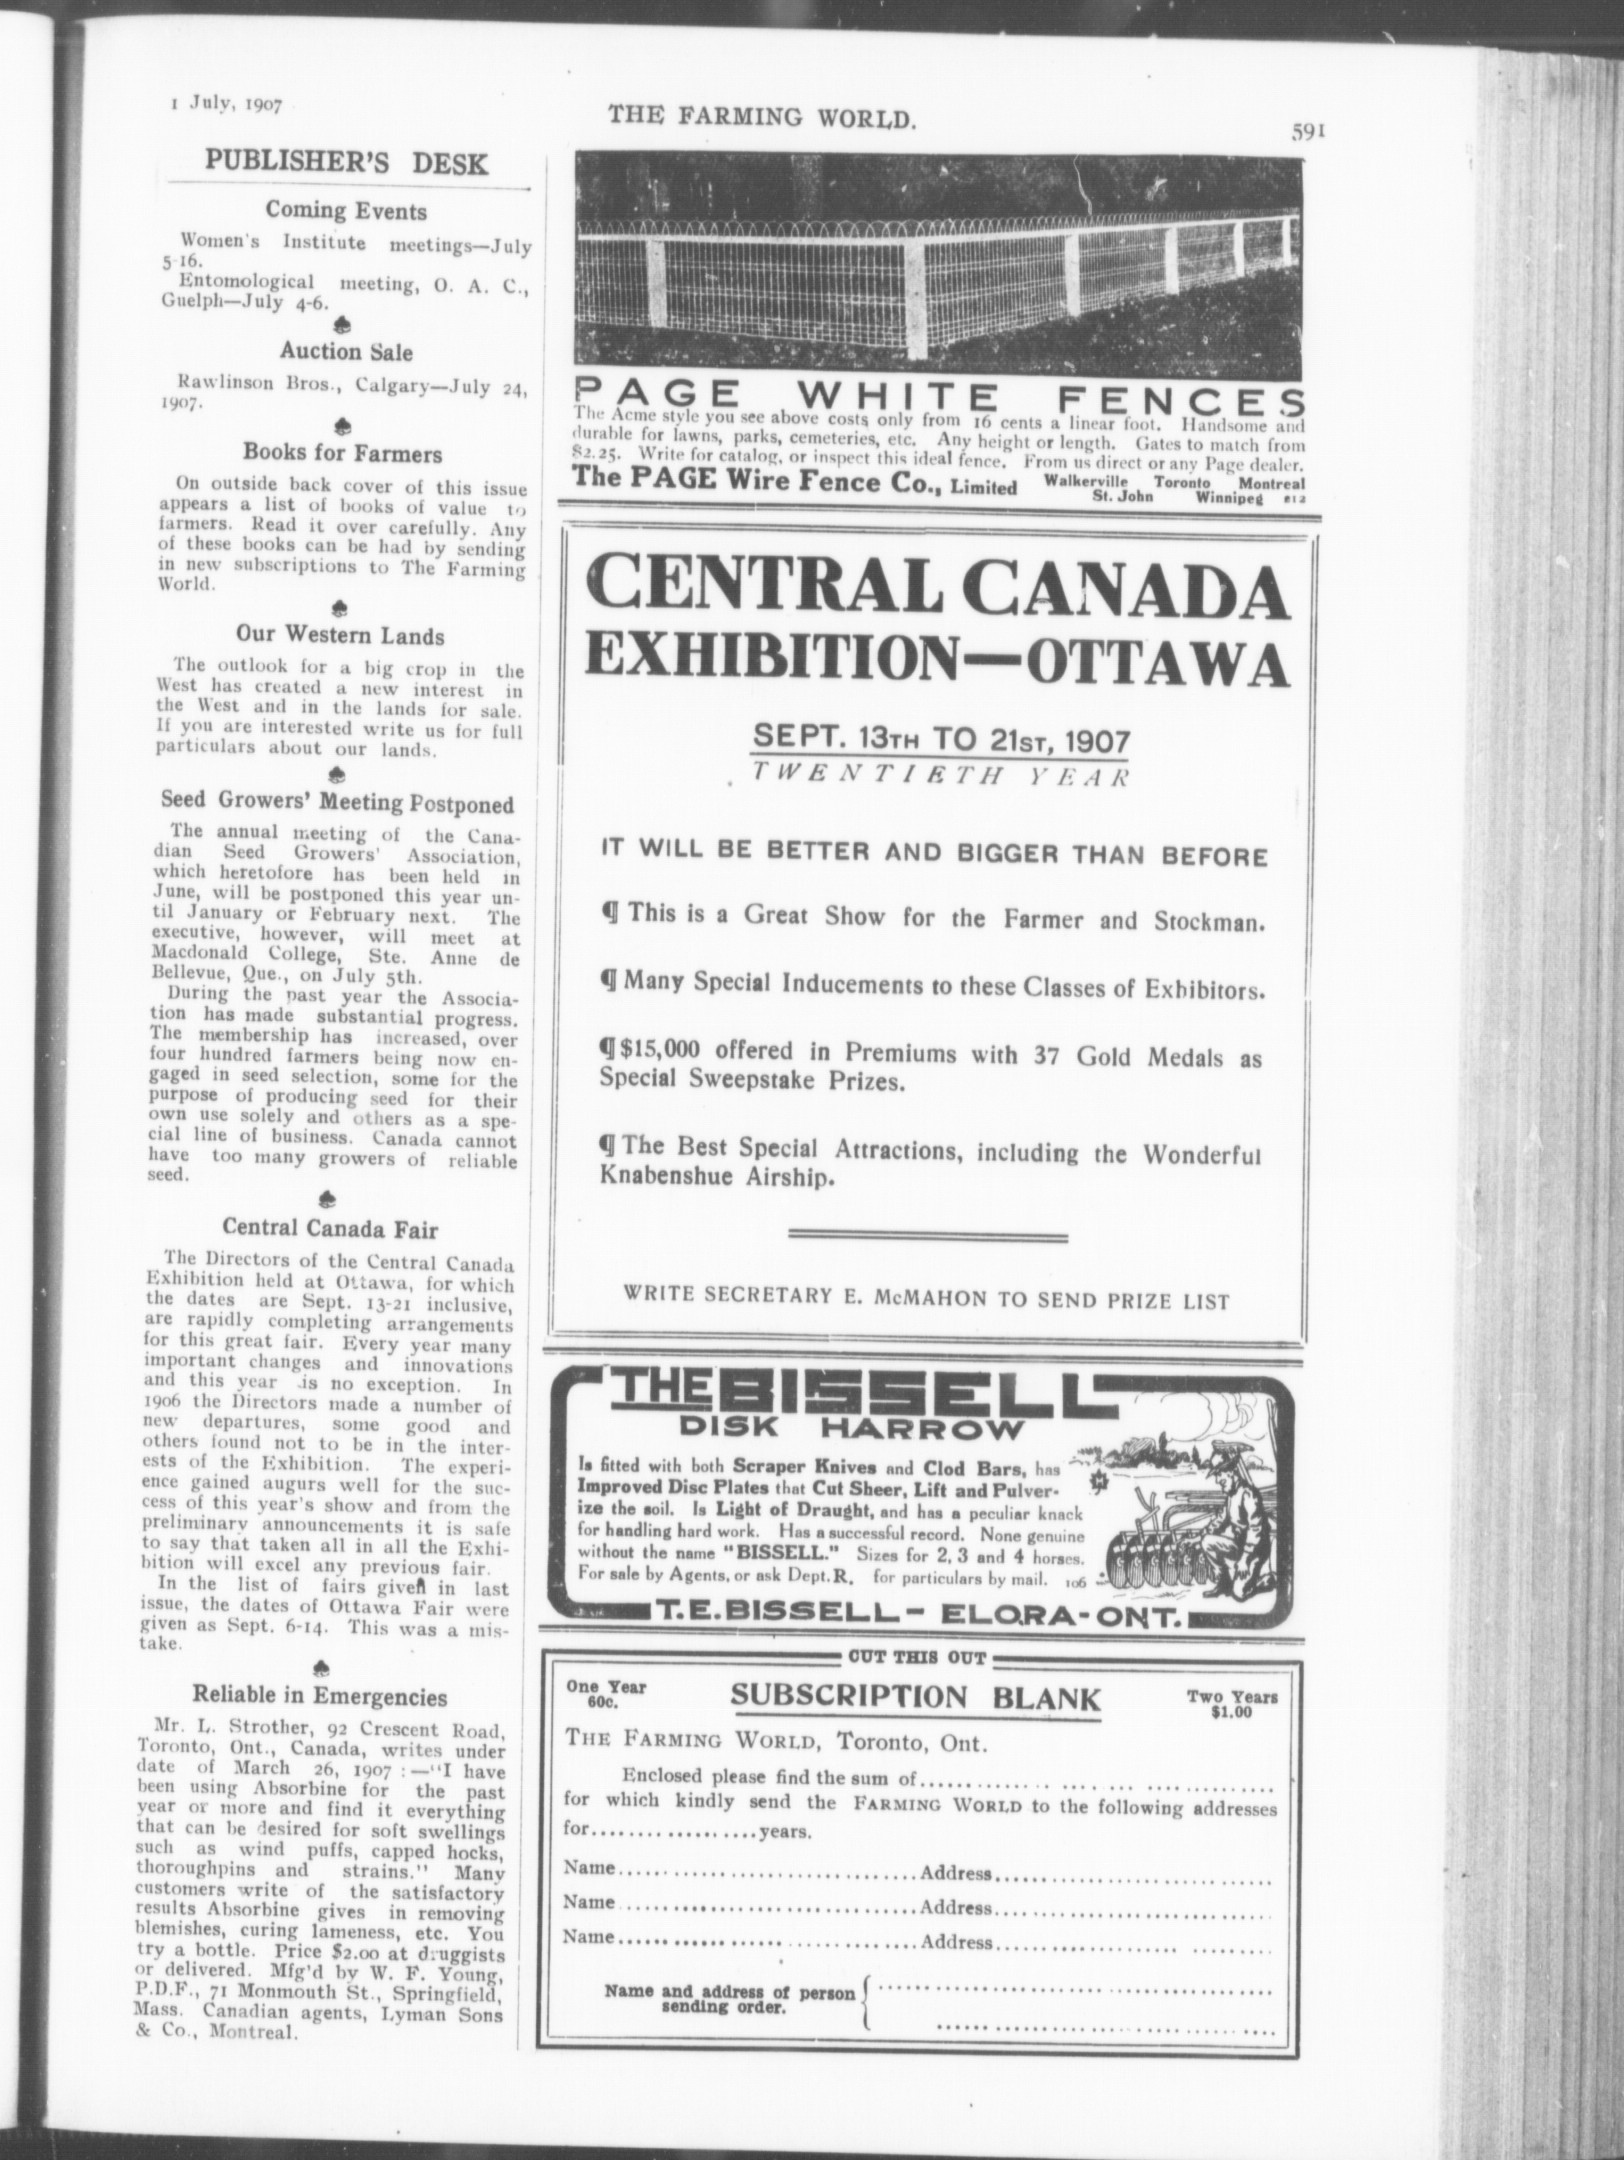 1 July, 1907
THE FARMING WORLD.
591
PUBLISHER'S DESK
Coming Events
Women's Institute meetings—July
5-16.
Entomological meeting, O. A. C.,
Guelph—July 4-6.
Auction Sale
Rawlinson Bros., Calgary—July 24,
1907.
Books for Farmers
On outside back cover of this issue
appears a list of books of value to
farmers. Read it over carefully. Any
of these books can be had by sending
in new subscriptions to The Farming
World.
Our Western Lands
The outlook for a big crop in the
West has created a new interest in
the West and in the lands for sale.
If you are interested write us for full
particulars about our lands.
Seed Growers' Meeting Postponed
The annual meeting of the Cana-
dian Seed Growers' Association,
which heretofore has been held in
June, will be postponed this year un-
til January or February next. The
executive, however, will meet at
Macdonald College, Ste. Anne de
Bellevue, Que., on July 5th.
During the past year the Associa-
tion has made substantial progress.
The membership has increased, over
four hundred farmers being now en-
gaged in seed selection, some for the
purpose of producing seed for their
own use solely and others as a spe-
cial line of business. Canada cannot
have too many growers of reliable
seed.
Central Canada Fair
The Directors of the Central Canada
Exhibition held at Ottawa, for which
the dates are Sept. 13-21 inclusive,
are rapidly completing arrangements
for this great fair. Every year many
important changes and innovations
and this year is no exception. In
1906 the Directors made a number of
new departures, some good and
others found not to be in the inter-
ests of the Exhibition. The experi-
ence gained augurs well for the suc-
cess of this year's show and from the
preliminary announcements it is safe
to say that taken all in all the Exhi-
bition will excel any previous fair.
In the list of fairs given in last
issue, the dates of Ottawa Fair were
given as Sept. 6-14. This was a mis-
take.
Reliable in Emergencies
Mr. L. Strother, 92 Crescent Road,
Toronto, Ont., Canada, writes under
date of March 26, 1907 :—"I have
been using Absorbine for the past
year or more and find it everything
that can be desired for soft swellings
such as wind puffs, capped hocks,
thoroughpins and strains." Many
customers write of the satisfactory
results Absorbine gives in removing
blemishes, curing lameness, etc. You
try a bottle. Price $2.00 at druggists
or delivered. Mfg'd by W. F. Young,
P.D.F., 71 Monmouth St., Springfield,
Mass. Canadian agents, Lyman Sons
& Co., Montreal.
PAGE WHITE FENCES
The Acme style you see above costs only from 16 cents a linear foot. Handsome and
durable for lawns, parks, cemeteries, etc. Any height or length. Gates to match from
$2.25. Write for catalog, or inspect this ideal fence. From us direct or any Page dealer.
The PAGE Wire Fence Co., Limited
Walkerville Toronto Montreal
St. John Winnipeg 812
CENTRAL CANADA
EXHIBITION—OTTAWA
SEPT. 13TH TO 21ST, 1907
TWENTIETH YEAR
IT WILL BE BETTER AND BIGGER THAN BEFORE
¶ This is a Great Show for the Farmer and Stockman.
¶ Many Special Inducements to these Classes of Exhibitors.
¶ $15,000 offered in Premiums with 37 Gold Medals as
Special Sweepstake Prizes.
¶ The Best Special Attractions, including the Wonderful
Knabenshue Airship.
WRITE SECRETARY E. McMAHON TO SEND PRIZE LIST
THE BISSELL
DISK HARROW
Is fitted with both Scraper Knives and Clod Bars, has
Improved Disc Plates that Cut Sheer, Lift and Pulver-
ize the soil. Is Light of Draught, and has a peculiar knack
for handling hard work. Has a successful record. None genuine
without the name "BISSELL." Sizes for 2, 3 and 4 horses.
For sale by Agents, or ask Dept. R. for particulars by mail. 106
T. E. BISSELL - ELORA - ONT.
CUT THIS OUT
One Year
60c.
SUBSCRIPTION BLANK
Two Years
$1.00
THE FARMING WORLD, Toronto, Ont.
Enclosed please find the sum of........................................
for which kindly send the FARMING WORLD to the following addresses
for.....................years.
Name................................Address..............................
Name................................Address..............................
Name................................Address..............................
Name and address of person
sending order.